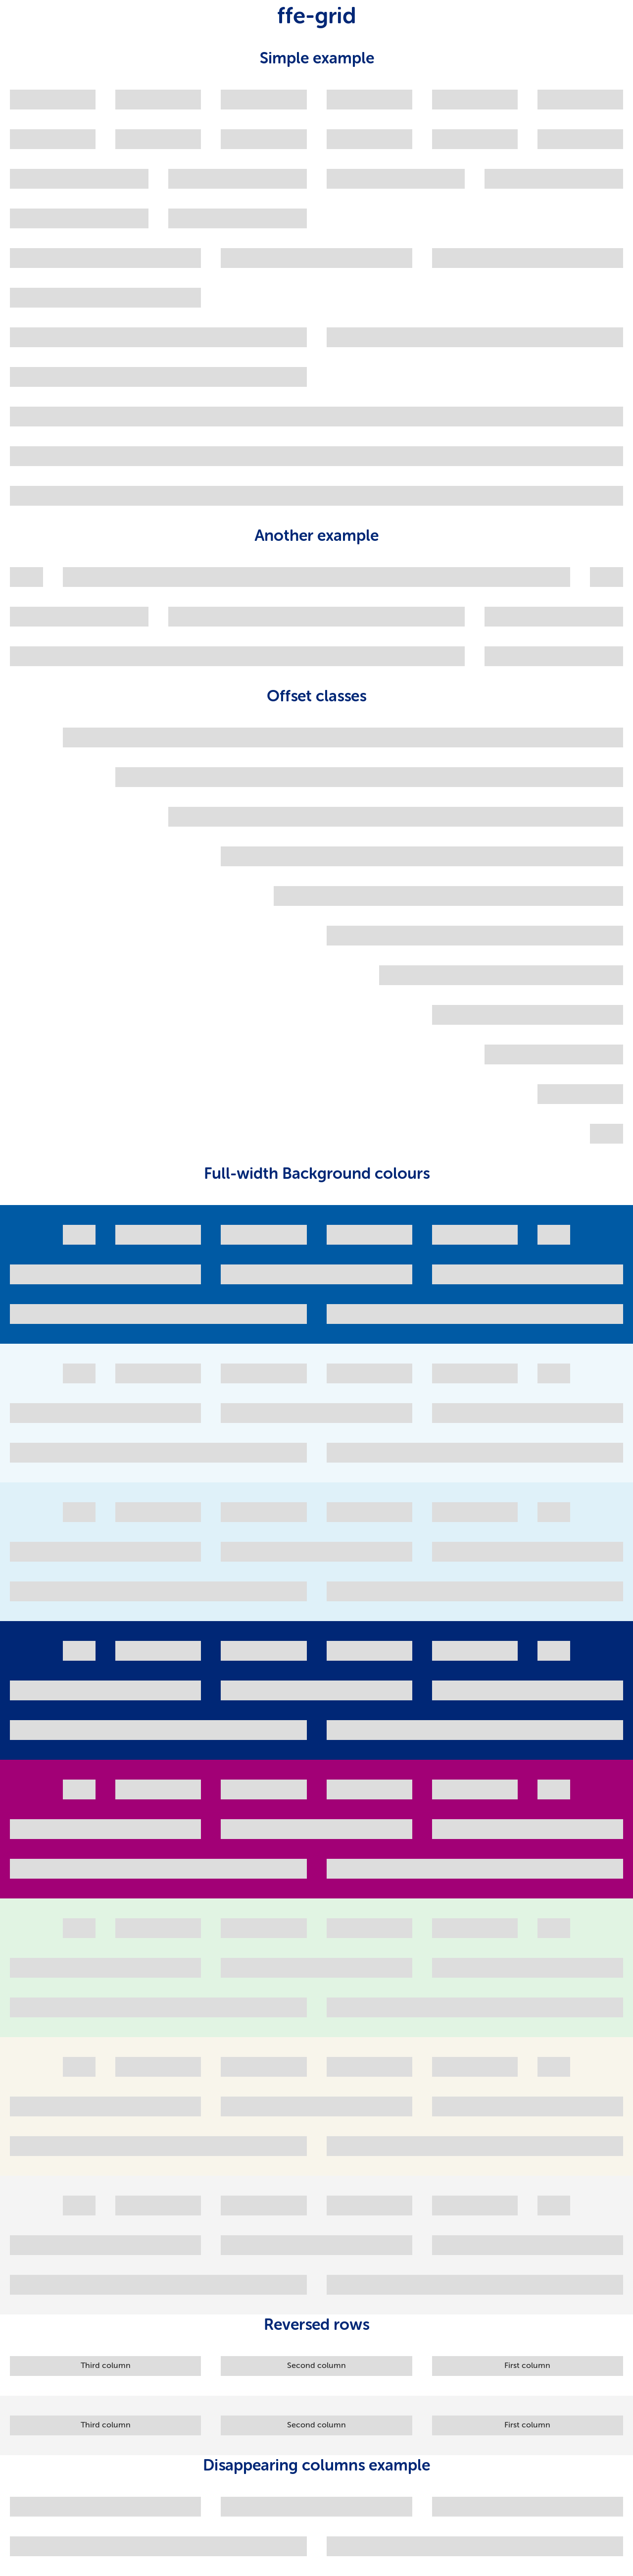 ffe-grid
Simple example
Another example
Offset classes
Full-width Background colours
Reversed rows
Third column Second column First column
Third column Second column First column
Disappearing columns example